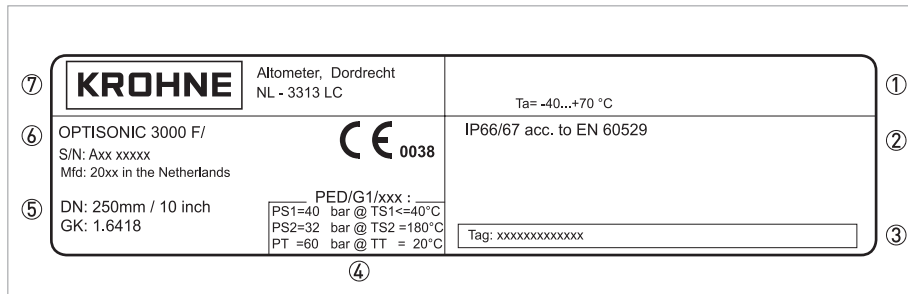 ⑦ KROHNE Altometer, Dordrecht
NL - 3313 LC
Ta= -40...+70 °C ①
⑥ OPTISONIC 3000 F/
S/N: Axx xxxxx
Mfd: 20xx in the Netherlands
CE 0038
IP66/67 acc. to EN 60529 ②
⑤ DN: 250mm / 10 inch
GK: 1.6418
PED/G1/xxx :
PS1=40 bar @ TS1<=40°C
PS2=32 bar @ TS2 =180°C
PT =60 bar @ TT = 20°C
④
Tag: xxxxxxxxxxxxx ③